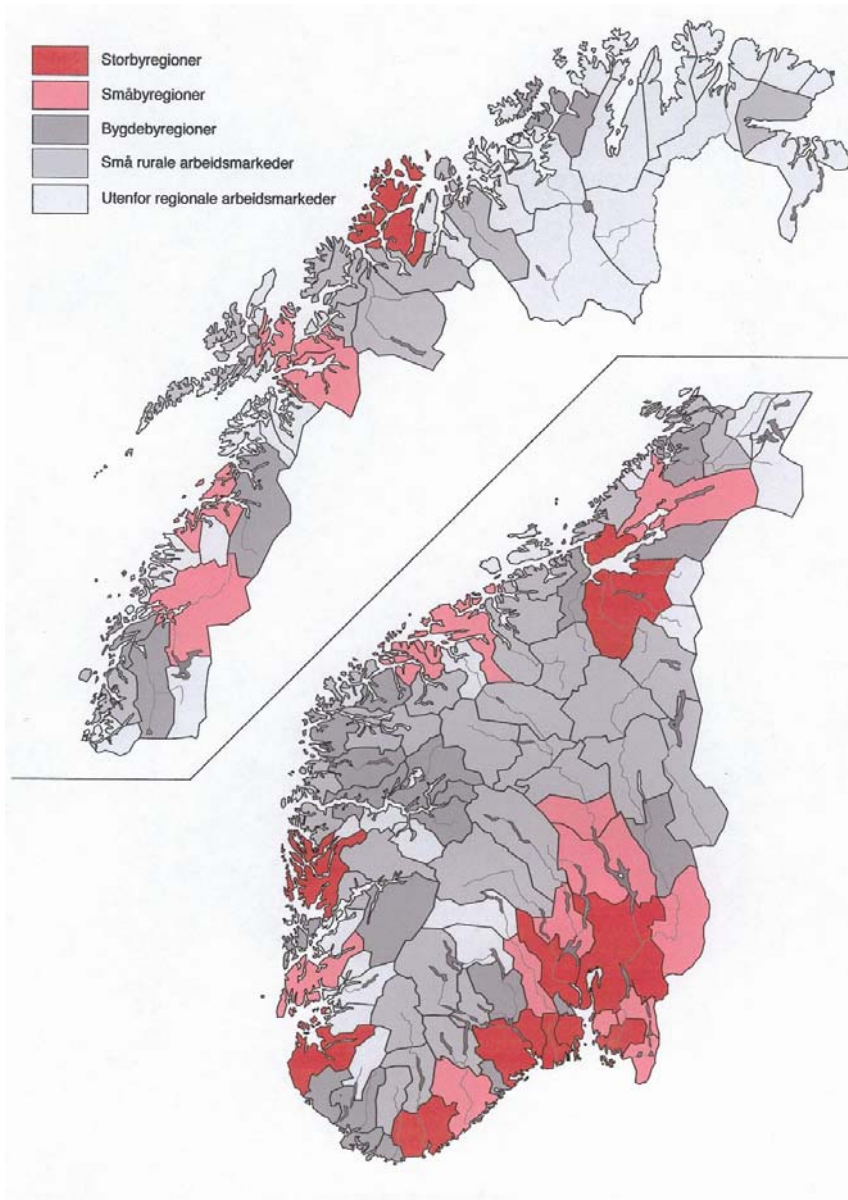 Storbyregioner
Småbyregioner
Bygdebyregioner
Små rurale arbeidsmarkeder
Utenfor regionale arbeidsmarkeder